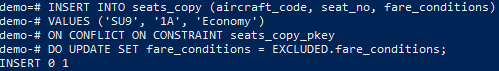 demo=# INSERT INTO seats_copy (aircraft_code, seat_no, fare_conditions)
demo-# VALUES ('SU9', '1A', 'Economy')
demo-# ON CONFLICT ON CONSTRAINT seats_copy_pkey
demo-# DO UPDATE SET fare_conditions = EXCLUDED.fare_conditions;
INSERT 0 1